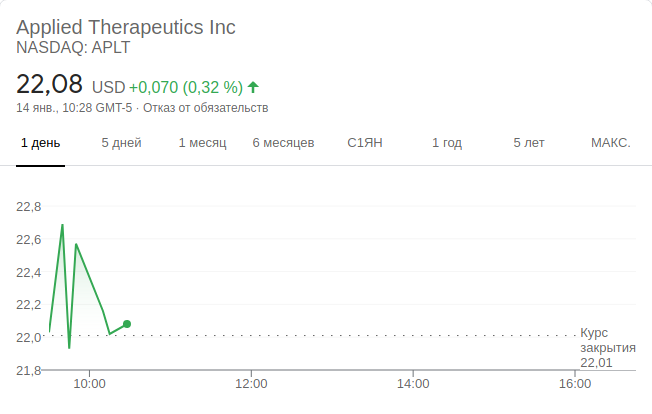 Applied Therapeutics Inc
NASDAQ: APLT
22,08 USD +0,070 (0,32 %)
14 янв., 10:28 GMT-5 · Отказ от обязательств
1 день 5 дней 1 месяц 6 месяцев С1ЯН 1 год 5 лет МАКС.
22,8
22,6
22,4
22,2
22,0
21,8
Курс
закрытия
22,01
10:00 12:00 14:00 16:00